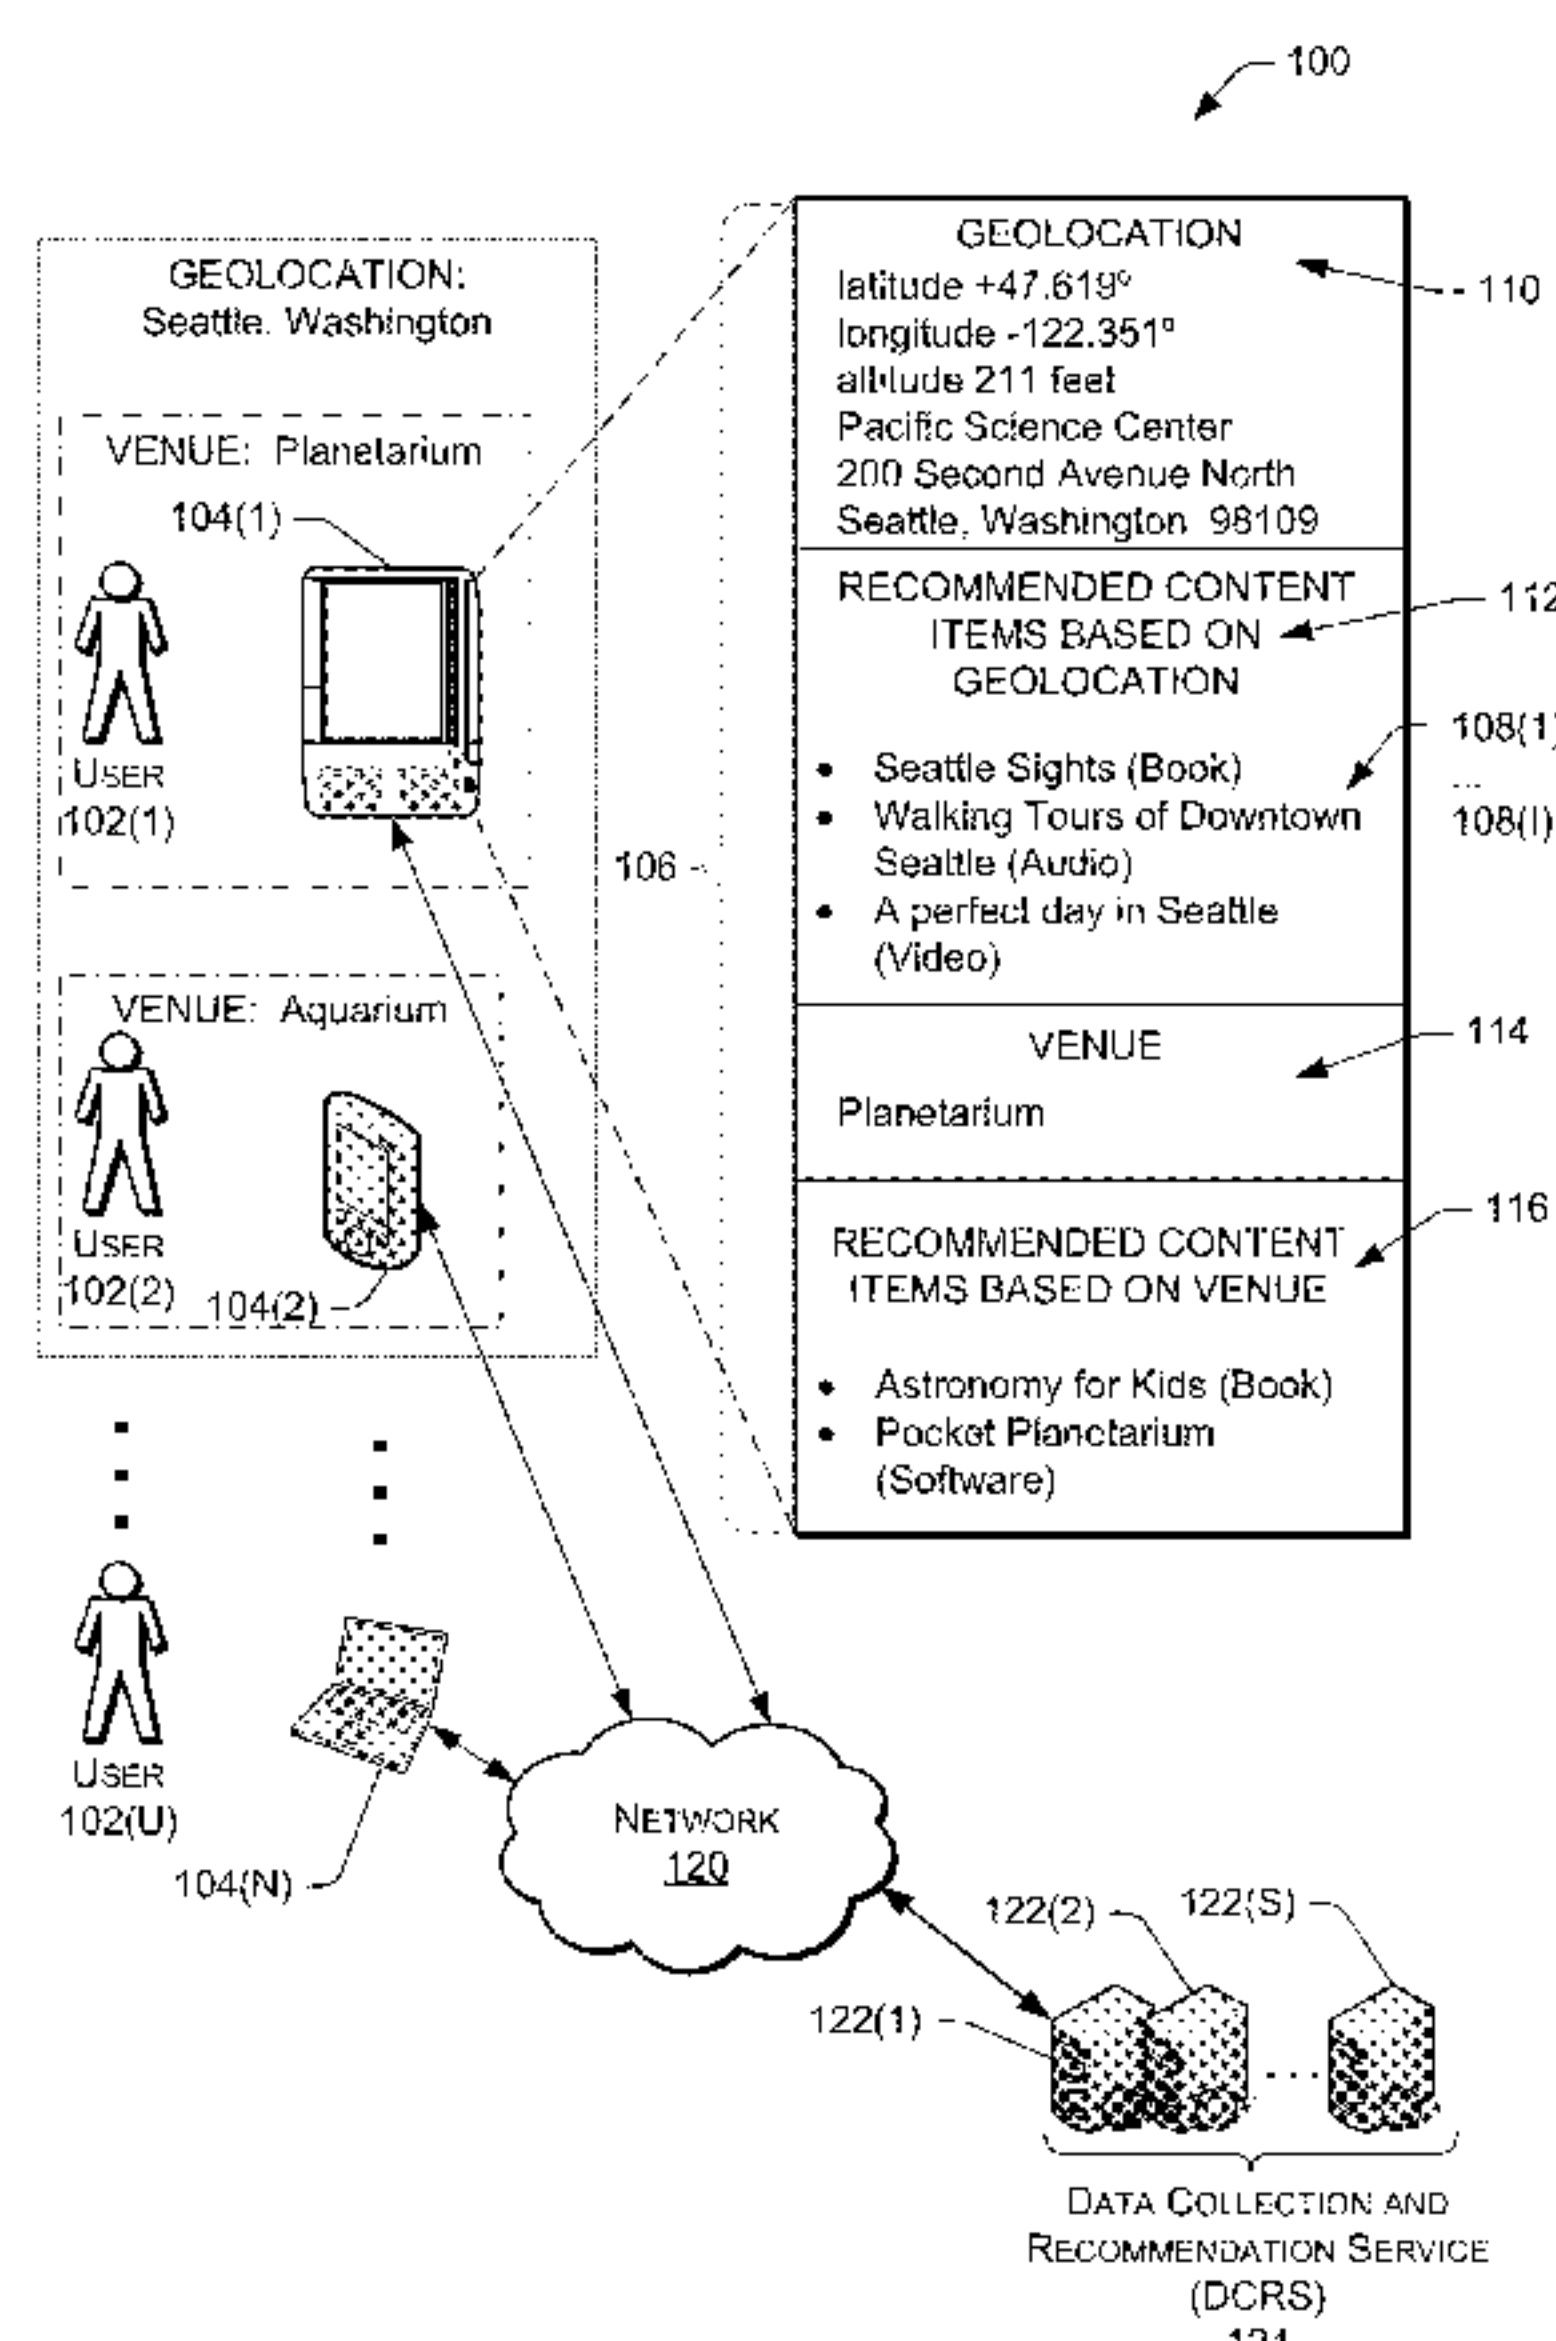 100
GEOLOCATION:
Seattle, Washington
VENUE: Planetarium
104(1)
USER
102(1)
VENUE: Aquarium
USER
102(2)
104(2)
USER
102(U)
104(N)
106
GEOLOCATION
latitude +47.619º
longitude -122.351º
altitude 211 feet
Pacific Science Center
200 Second Avenue North
Seattle, Washington 98109
110
RECOMMENDED CONTENT
ITEMS BASED ON
GEOLOCATION
112
Seattle Sights (Book)
Walking Tours of Downtown
Seattle (Audio)
A perfect day in Seattle
(Video)
108(1)
...
108(I)
VENUE
114
Planetarium
RECOMMENDED CONTENT
ITEMS BASED ON VENUE
116
Astronomy for Kids (Book)
Pocket Planetarium
(Software)
NETWORK
120
122(1)
122(2)
122(S)
...
DATA COLLECTION AND
RECOMMENDATION SERVICE
(DCRS)